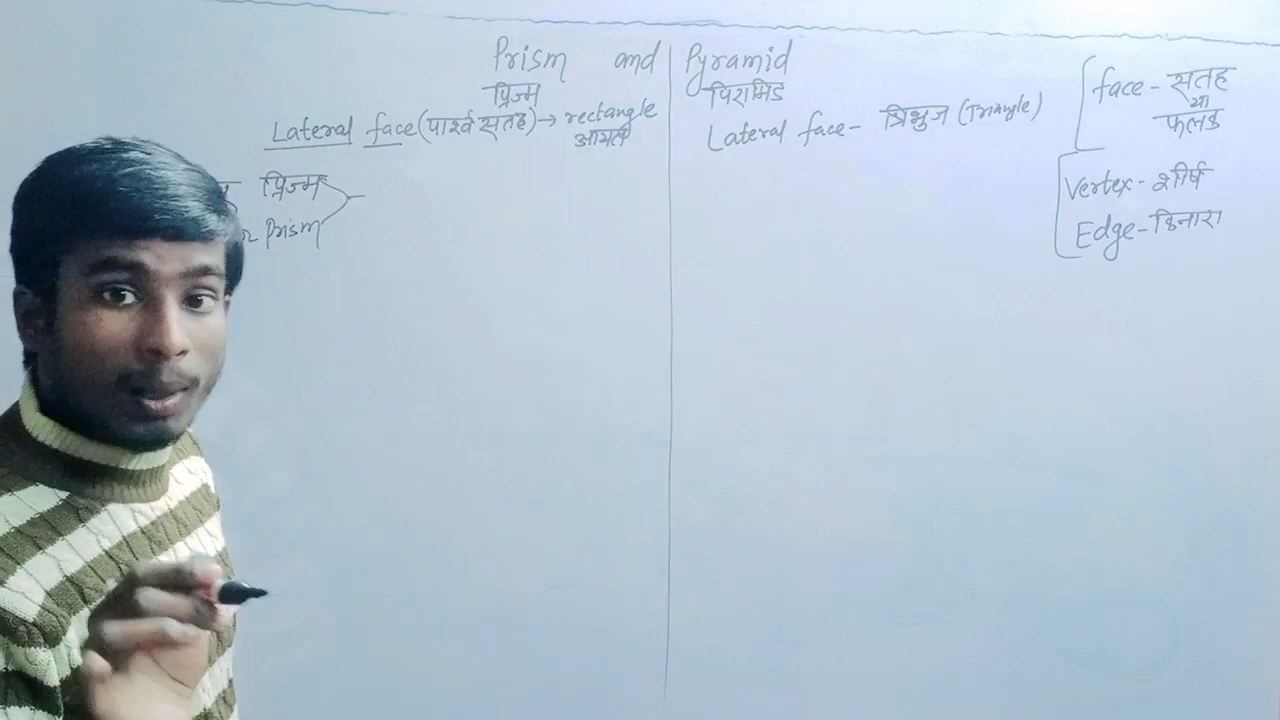 Prism and
प्रिज्म
Lateral face (पार्श्व सतह) → rectangle
आयत
प्रिज्म
Prism
Pyramid
पिरामिड
Lateral face - त्रिभुज (Triangle)
face - सतह
या
फलक
Vertex - शीर्ष
Edge - किनारा